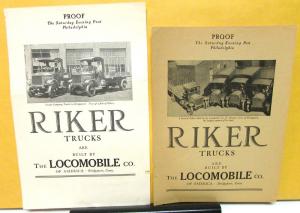 PROOF
The Saturday Evening Post
Philadelphia
RIKER
TRUCKS
ARE
BUILT BY
THE LOCOMOBILE CO.
OF AMERICA - Bridgeport, Conn.
PROOF
The Saturday Evening Post
Philadelphia
RIKER
TRUCKS
ARE
BUILT BY
THE LOCOMOBILE CO.
OF AMERICA - Bridgeport, Conn.